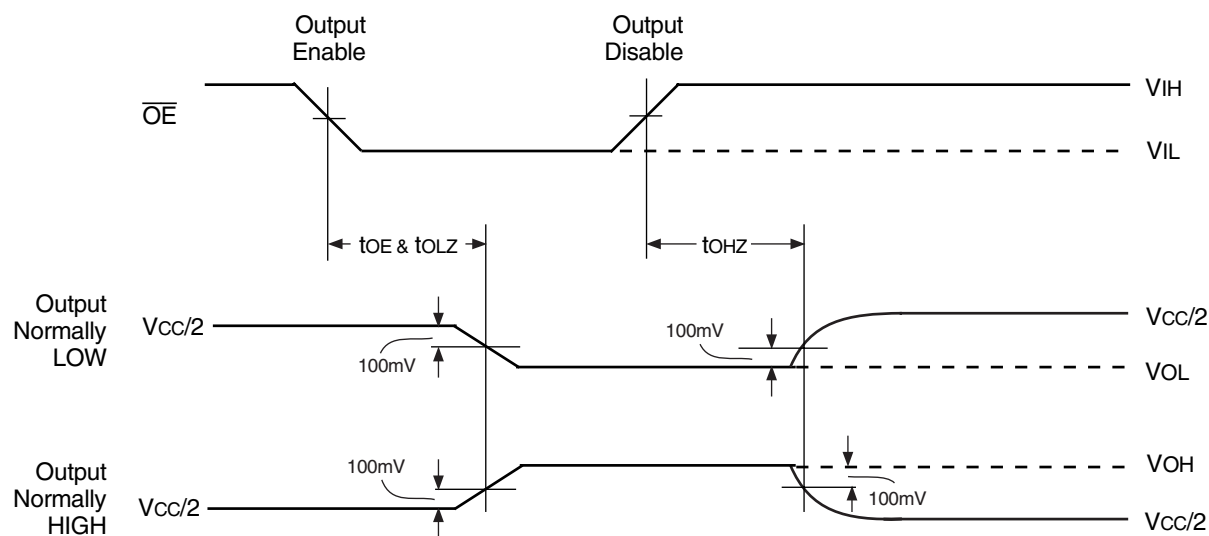 Output
Enable
Output
Disable
OE
VIH
VIL
tOE & tOLZ
tOHZ
Output
Normally
LOW
VCC/2
100mV
100mV
VCC/2
VOL
Output
Normally
HIGH
VCC/2
100mV
VOH
100mV
VCC/2